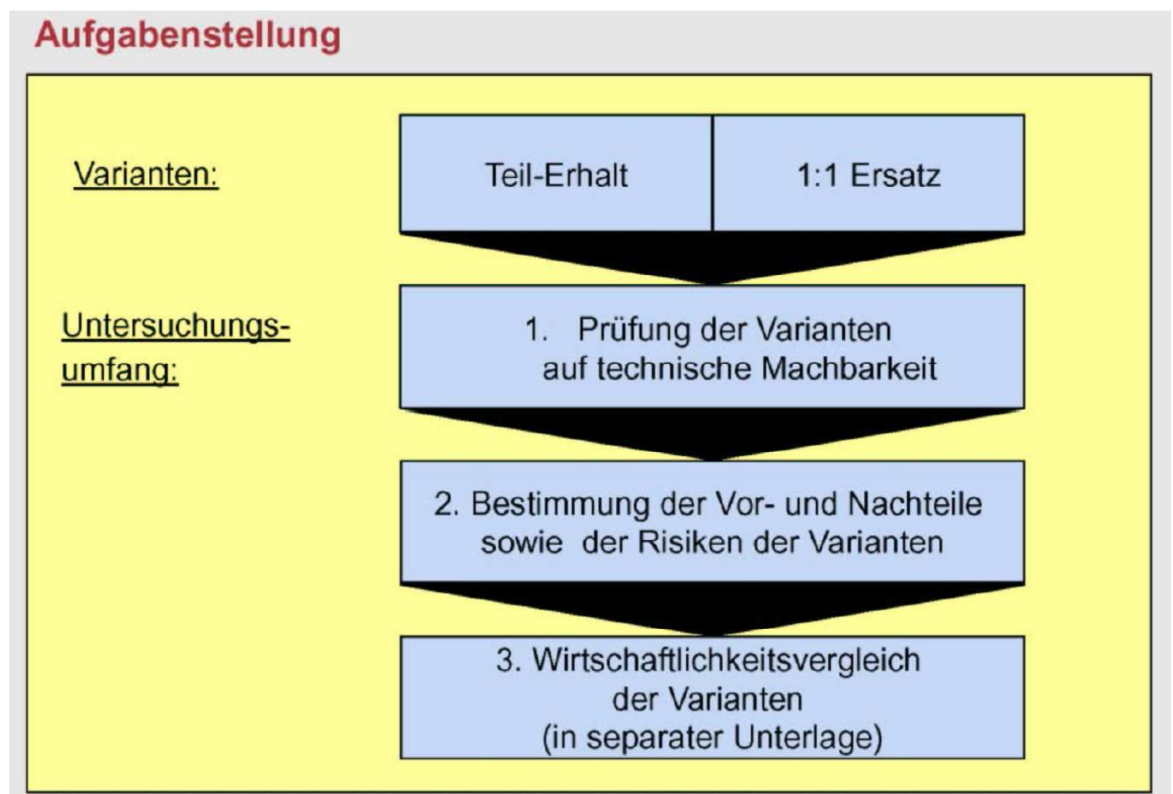 Aufgabenstellung
Varianten:
Teil-Erhalt
1:1 Ersatz
Untersuchungs-
umfang:
1. Prüfung der Varianten
auf technische Machbarkeit
2. Bestimmung der Vor- und Nachteile
sowie der Risiken der Varianten
3. Wirtschaftlichkeitsvergleich
der Varianten
(in separater Unterlage)